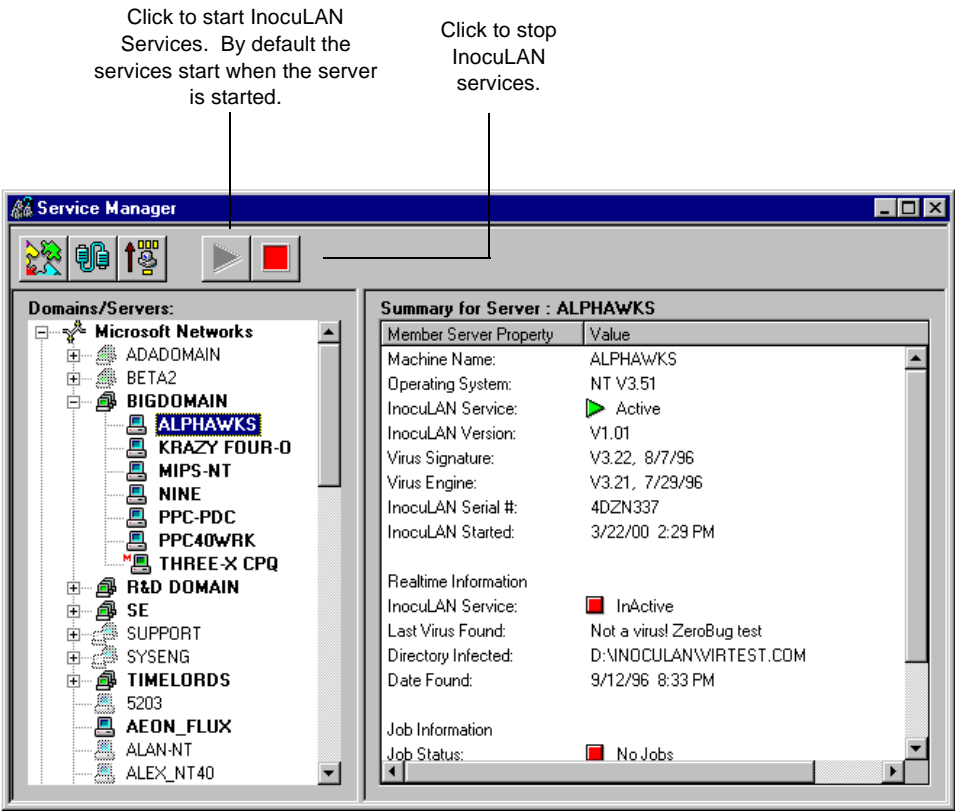 Click to start InocuLAN
Services. By default the
services start when the server
is started.
Click to stop
InocuLAN
services.
Service Manager
Domains/Servers:
Microsoft Networks
ADADOMAIN
BETA2
BIGDOMAIN
ALPHAWKS
KRAZY FOUR-O
MIPS-NT
NINE
PPC-PDC
PPC40WRK
M THREE-X CPQ
R&D DOMAIN
SE
SUPPORT
SYSENG
TIMELORDS
5203
AEON_FLUX
ALAN-NT
ALEX_NT40
Summary for Server : ALPHAWKS
Member Server Property Value
Machine Name: ALPHAWKS
Operating System: NT V3.51
InocuLAN Service: Active
InocuLAN Version: V1.01
Virus Signature: V3.22, 8/7/96
Virus Engine: V3.21, 7/29/96
InocuLAN Serial #: 4DZN337
InocuLAN Started: 3/22/00 2:29 PM
Realtime Information
InocuLAN Service: InActive
Last Virus Found: Not a virus! ZeroBug test
Directory Infected: D:\INOCULAN\VIRTEST.COM
Date Found: 9/12/96 8:33 PM
Job Information
Job Status: No Jobs